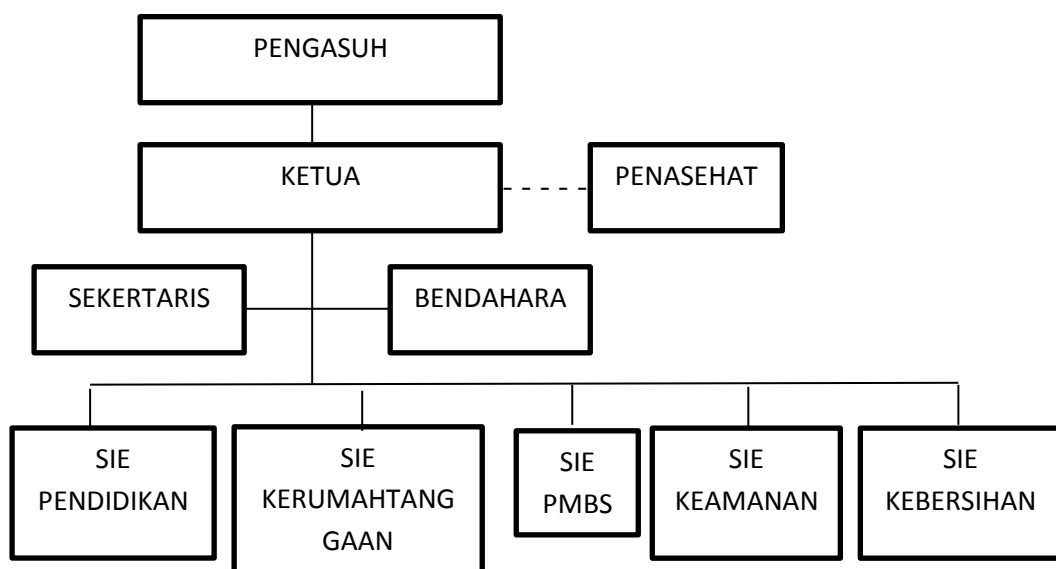 PENGASUH
KETUA
PENASEHAT
SEKERTARIS
BENDAHARA
SIE
PENDIDIKAN
SIE
KERUMAHTANG
GAAN
SIE
PMBS
SIE
KEAMANAN
SIE
KEBERSIHAN